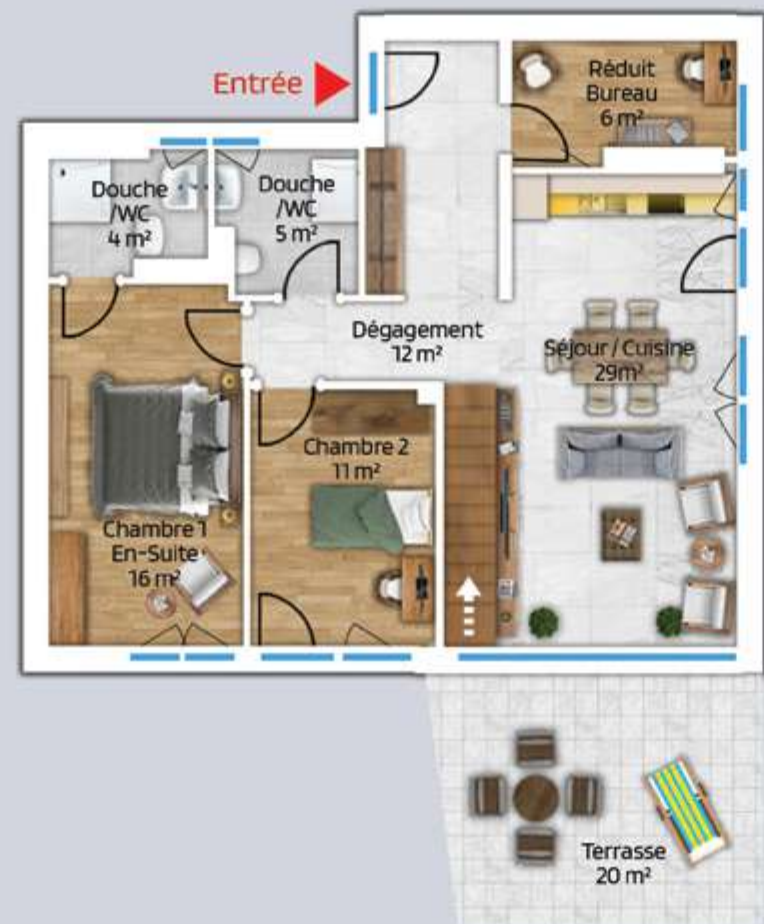 Entrée
Réduit
Bureau
6 m²
Douche
/WC
4 m²
Douche
/WC
5 m²
Dégagement
12 m²
Séjour / Cuisine
29m²
Chambre 2
11 m²
Chambre 1
En-Suite
16 m²
Terrasse
20 m²